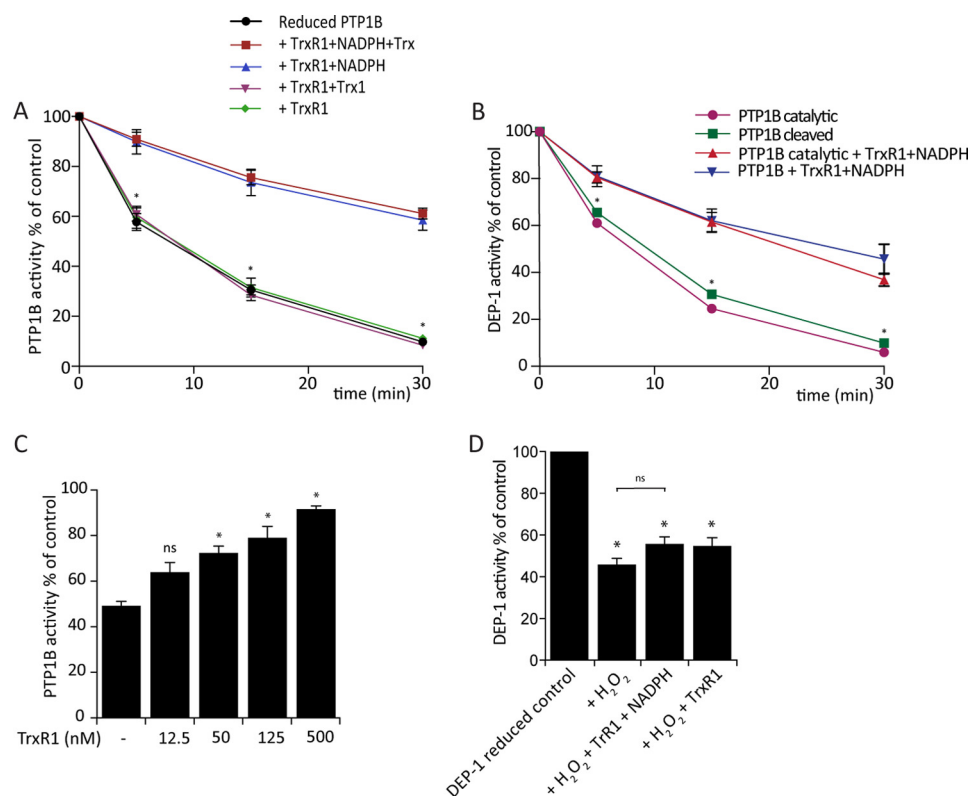 Reduced PTP1B
+ TrxR1+NADPH+Trx
+ TrxR1+NADPH
+ TrxR1+Trx1
+ TrxR1
A
PTP1B activity % of control
100
80
60
40
20
0
*
*
*
0
10
20
30
time (min)
B
PTP1B catalytic
PTP1B cleaved
PTP1B catalytic + TrxR1+NADPH
PTP1B + TrxR1+NADPH
DEP-1 activity % of control
100
80
60
40
20
0
*
*
*
0
10
20
30
time (min)
C
PTP1B activity % of control
100
80
60
40
20
0
ns
*
*
*
TrxR1 (nM) - 12.5 50 125 500
D
DEP-1 activity % of control
100
80
60
40
20
0
ns
*
*
*
DEP-1 reduced control
+ H₂O₂
+ H₂O₂ + TrR1 + NADPH
+ H₂O₂ + TrxR1